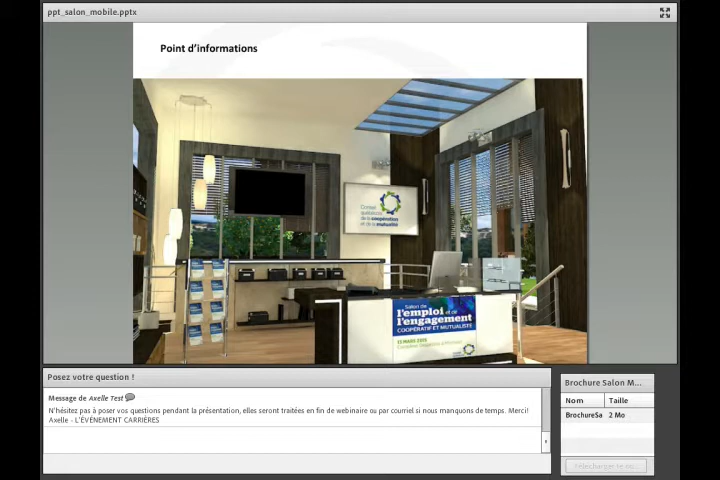 ppt_salon_mobile.pptx
Point d'informations
Conseil
québécois
de la coopération
et de la mutualité
Salon de
l'emploi et de
l'engagement
COOPÉRATIF ET MUTUALISTE
Posez votre question !
Message de Axelle Test
N'hésitez pas à poser vos questions pendant la présentation, elles seront traitées en fin de webinaire ou par courriel si nous manquons de temps. Merci!
Axelle - L'ÉVÉNEMENT CARRIÈRES
Brochure Salon M...
Nom Taille
BrochureSa 2 Mo